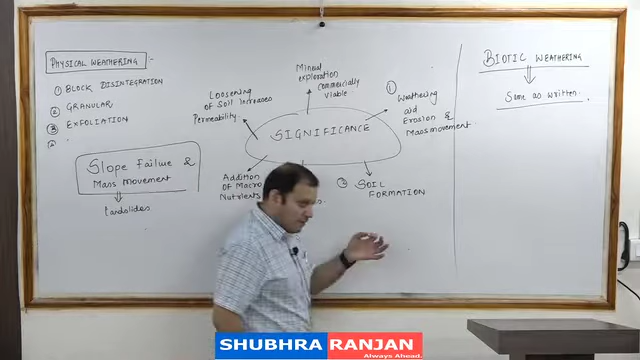 PHYSICAL WEATHERING :-
① BLOCK DISINTEGRATION
② GRANULAR
③ EXFOLIATION
Slope Failure &
Mass Movement
Landslides
Loosening
of Soil Increases
Permeability
Mineral
exploration
Commercially
Viable
① Weathering
aid
Erosion &
Mass movement
SIGNIFICANCE
Addition
Of Macro
Nutrients
② SOIL
FORMATION
BIOTIC WEATHERING
Same as written.
SHUBHRA RANJAN
Always Ahead.